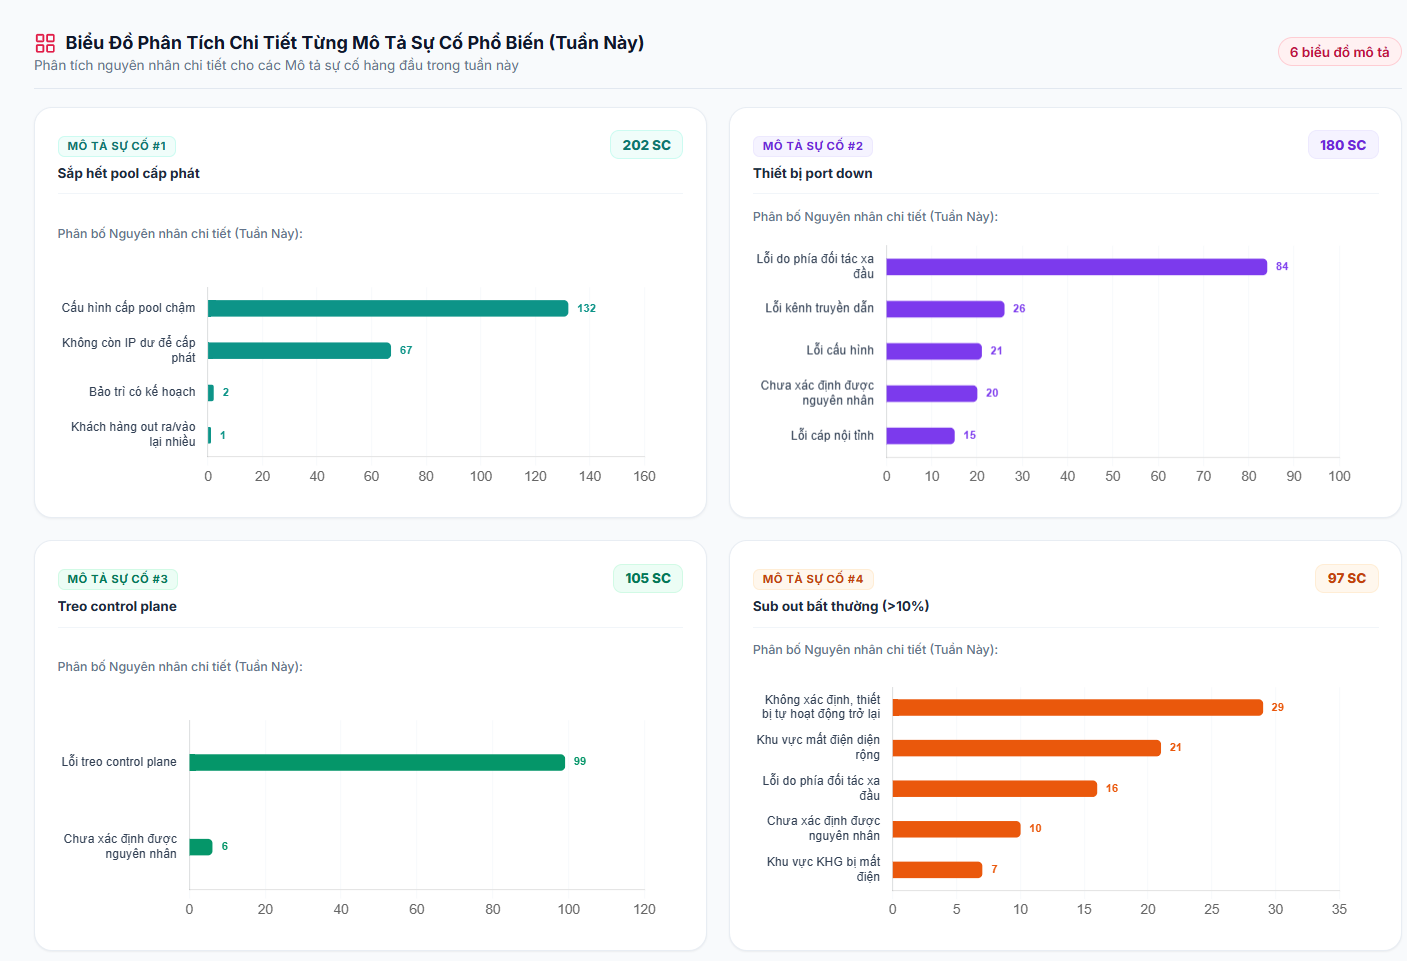 Biểu Đồ Phân Tích Chi Tiết Từng Mô Tả Sự Cố Phổ Biến (Tuần Này)
Phân tích nguyên nhân chi tiết cho các Mô tả sự cố hàng đầu trong tuần này
6 biểu đồ mô tả
MÔ TẢ SỰ CỐ #1
202 SC
Sắp hết pool cấp phát
Phân bố Nguyên nhân chi tiết (Tuần Này):
Cấu hình cấp pool chậm
132
Không còn IP dư để cấp
phát
67
Bảo trì có kế hoạch
2
Khách hàng out ra/vào
lại nhiều
1
0 20 40 60 80 100 120 140 160
MÔ TẢ SỰ CỐ #2
180 SC
Thiết bị port down
Phân bố Nguyên nhân chi tiết (Tuần Này):
Lỗi do phía đối tác xa
đầu
84
Lỗi kênh truyền dẫn
26
Lỗi cấu hình
21
Chưa xác định được
nguyên nhân
20
Lỗi cáp nội tỉnh
15
0 10 20 30 40 50 60 70 80 90 100
MÔ TẢ SỰ CỐ #3
105 SC
Treo control plane
Phân bố Nguyên nhân chi tiết (Tuần Này):
Lỗi treo control plane
99
Chưa xác định được
nguyên nhân
6
0 20 40 60 80 100 120
MÔ TẢ SỰ CỐ #4
97 SC
Sub out bất thường (>10%)
Phân bố Nguyên nhân chi tiết (Tuần Này):
Không xác định, thiết
bị tự hoạt động trở lại
29
Khu vực mất điện diện
rộng
21
Lỗi do phía đối tác xa
đầu
16
Chưa xác định được
nguyên nhân
10
Khu vực KHG bị mất
điện
7
0 5 10 15 20 25 30 35